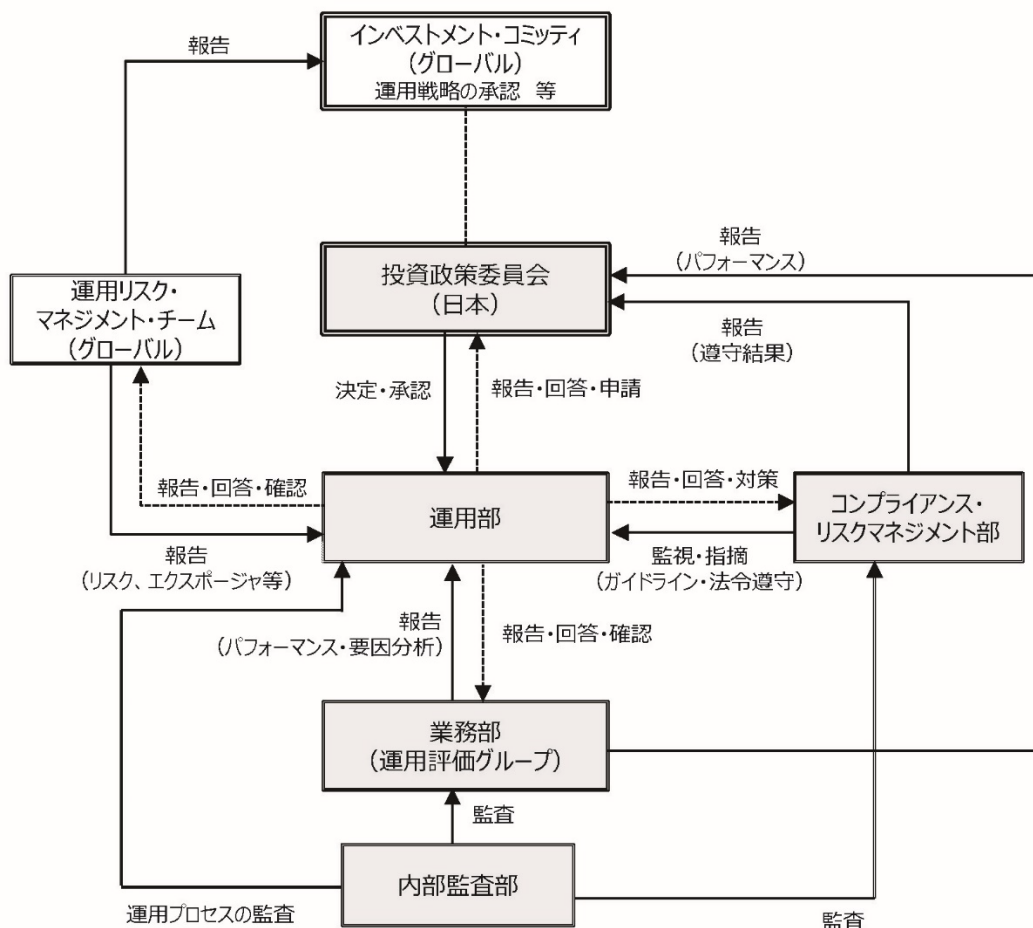 報告
インベストメント・コミッティ
(グローバル)
運用戦略の承認 等
報告
(パフォーマンス)
投資政策委員会
(日本)
運用リスク・
マネジメント・チーム
(グローバル)
報告
(遵守結果)
決定・承認
報告・回答・申請
報告・回答・確認
運用部
報告・回答・対策
コンプライアンス・
リスクマネジメント部
報告
(リスク、エクスポージャ等)
監視・指摘
(ガイドライン・法令遵守)
報告
(パフォーマンス・要因分析)
報告・回答・確認
業務部
(運用評価グループ)
監査
内部監査部
運用プロセスの監査
監査